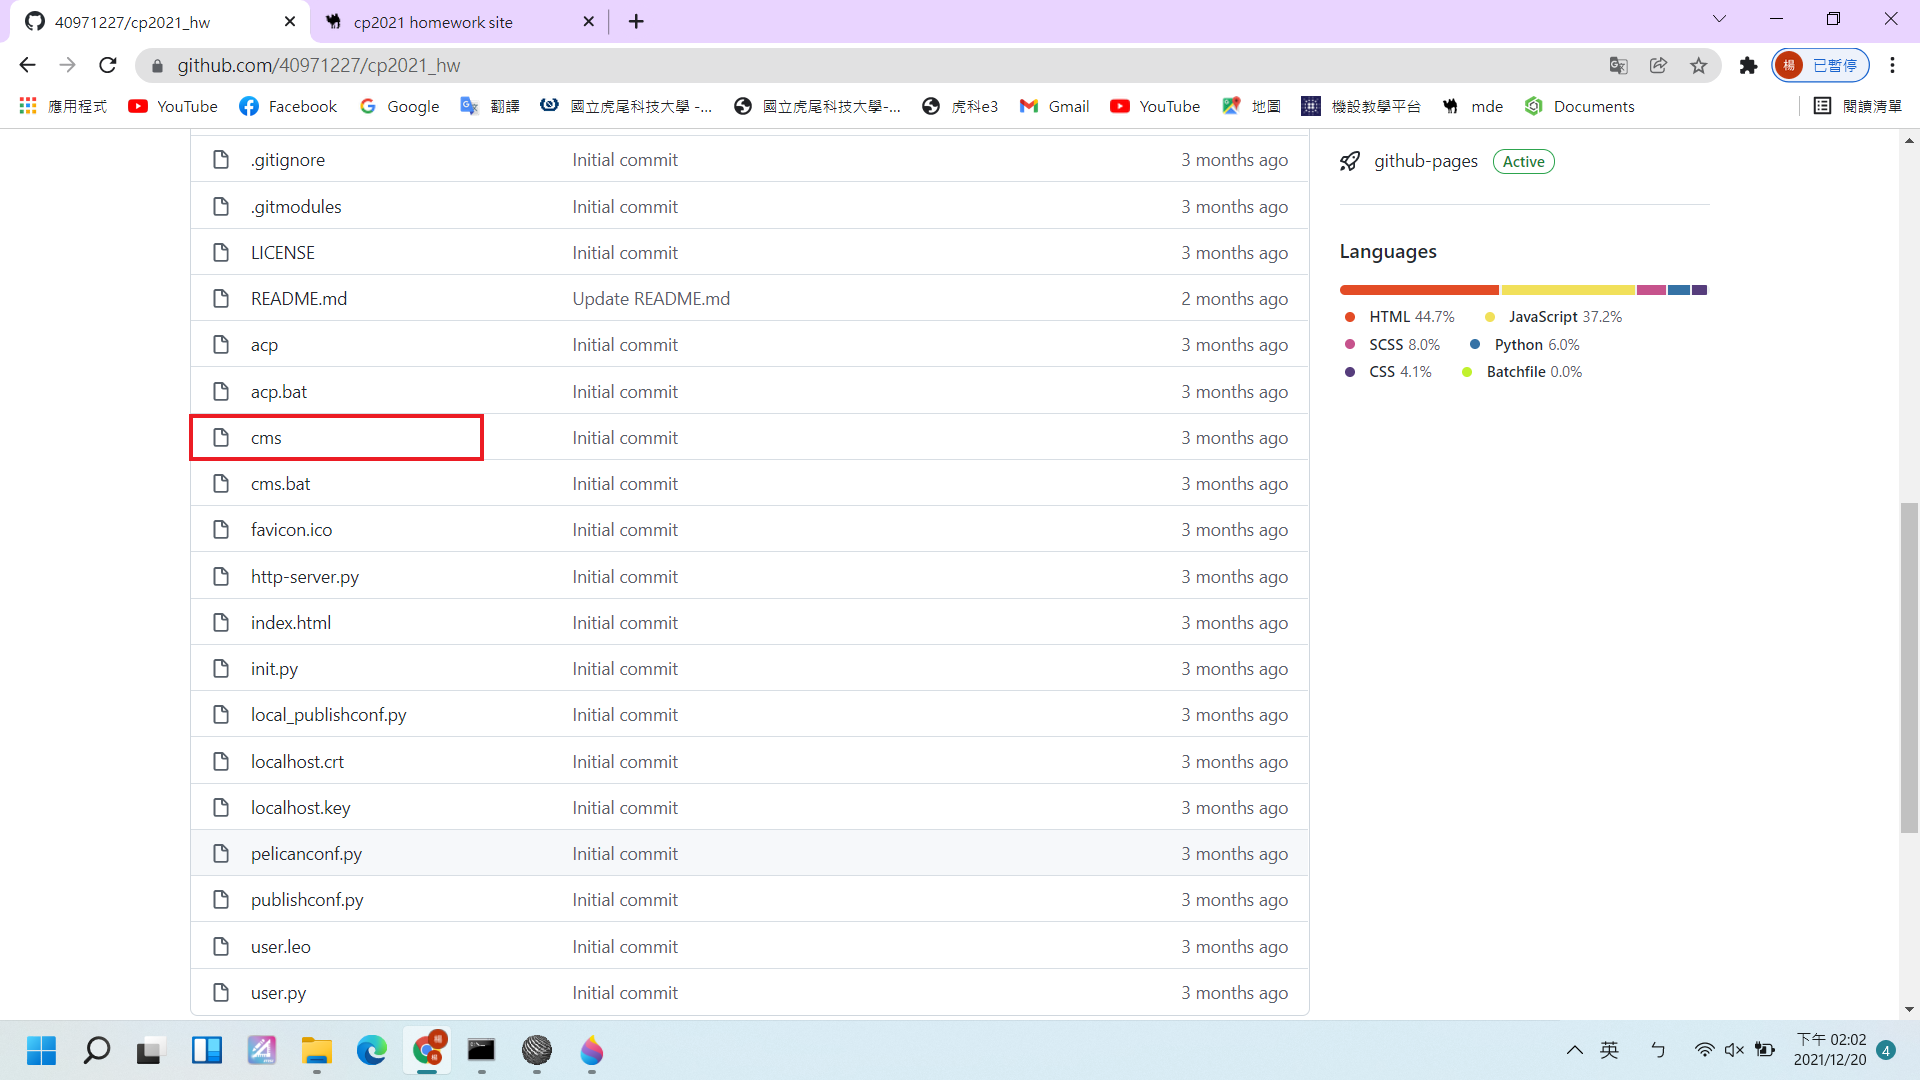 40971227/cp2021_hw
cp2021 homework site
github.com/40971227/cp2021_hw
楊 已暫停
應用程式 YouTube Facebook Google 翻譯 國立虎尾科技大學 -... 國立虎尾科技大學-... 虎科e3 Gmail YouTube 地圖 機設教學平台 mde Documents 閱讀清單
.gitignore Initial commit 3 months ago
.gitmodules Initial commit 3 months ago
LICENSE Initial commit 3 months ago
README.md Update README.md 2 months ago
acp Initial commit 3 months ago
acp.bat Initial commit 3 months ago
cms Initial commit 3 months ago
cms.bat Initial commit 3 months ago
favicon.ico Initial commit 3 months ago
http-server.py Initial commit 3 months ago
index.html Initial commit 3 months ago
init.py Initial commit 3 months ago
local_publishconf.py Initial commit 3 months ago
localhost.crt Initial commit 3 months ago
localhost.key Initial commit 3 months ago
pelicanconf.py Initial commit 3 months ago
publishconf.py Initial commit 3 months ago
user.leo Initial commit 3 months ago
user.py Initial commit 3 months ago
github-pages Active
Languages
HTML 44.7% JavaScript 37.2%
SCSS 8.0% Python 6.0%
CSS 4.1% Batchfile 0.0%
英 ㄅ
下午 02:02
2021/12/20
4